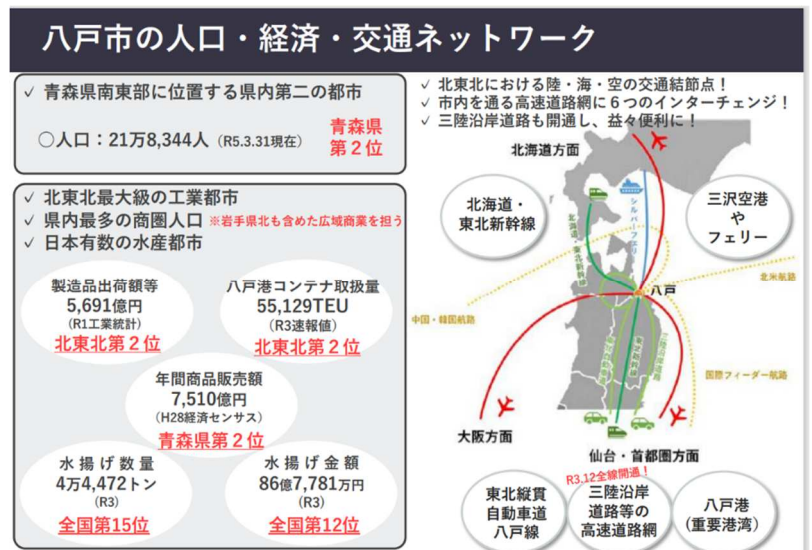 八戸市の人口・経済・交通ネットワーク
✓ 青森県南東部に位置する県内第二の都市
○人口：21万8,344人（R5.3.31現在）
青森県
第２位
✓ 北東北最大級の工業都市
✓ 県内最多の商圏人口 ※岩手県北も含めた広域商業を担う
✓ 日本有数の水産都市
製造品出荷額等
5,691億円
(R1工業統計)
北東北第２位
八戸港コンテナ取扱量
55,129TEU
(R3速報値)
北東北第２位
年間商品販売額
7,510億円
(H28経済センサス)
青森県第２位
水揚げ数量
4万4,472トン
(R3)
全国第15位
水揚げ金額
86億7,781万円
(R3)
全国第12位
✓ 北東北における陸・海・空の交通結節点！
✓ 市内を通る高速道路網に６つのインターチェンジ！
✓ 三陸沿岸道路も開通し、益々便利に！
北海道方面
北海道・
東北新幹線
三沢空港
や
フェリー
シルバーフェリー
北海道・東北新幹線
八戸
北米航路
中国・韓国航路
東北新幹線
三陸沿岸道路
国際フィーダー航路
大阪方面
仙台・首都圏方面
R3.12全線開通！
東北縦貫
自動車道
八戸線
三陸沿岸
道路等の
高速道路網
八戸港
(重要港湾)